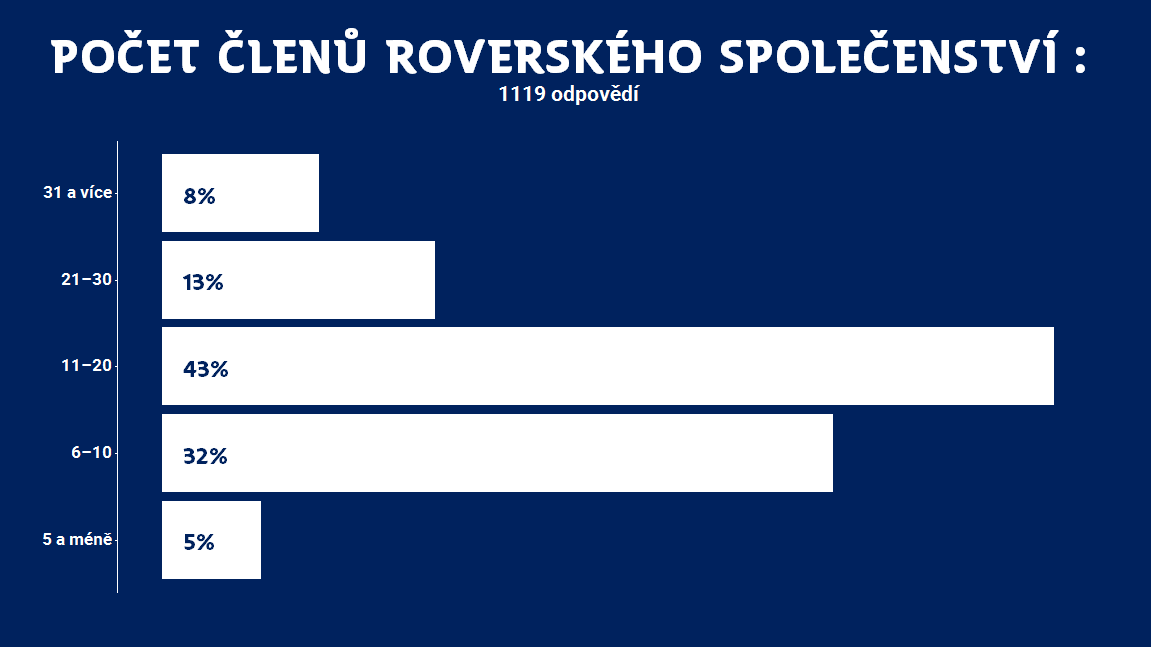 POČET ČLENŮ ROVERSKÉHO SPOLEČENSTVÍ :
1119 odpovědí
31 a více 8%
21–30 13%
11–20 43%
6–10 32%
5 a méně 5%